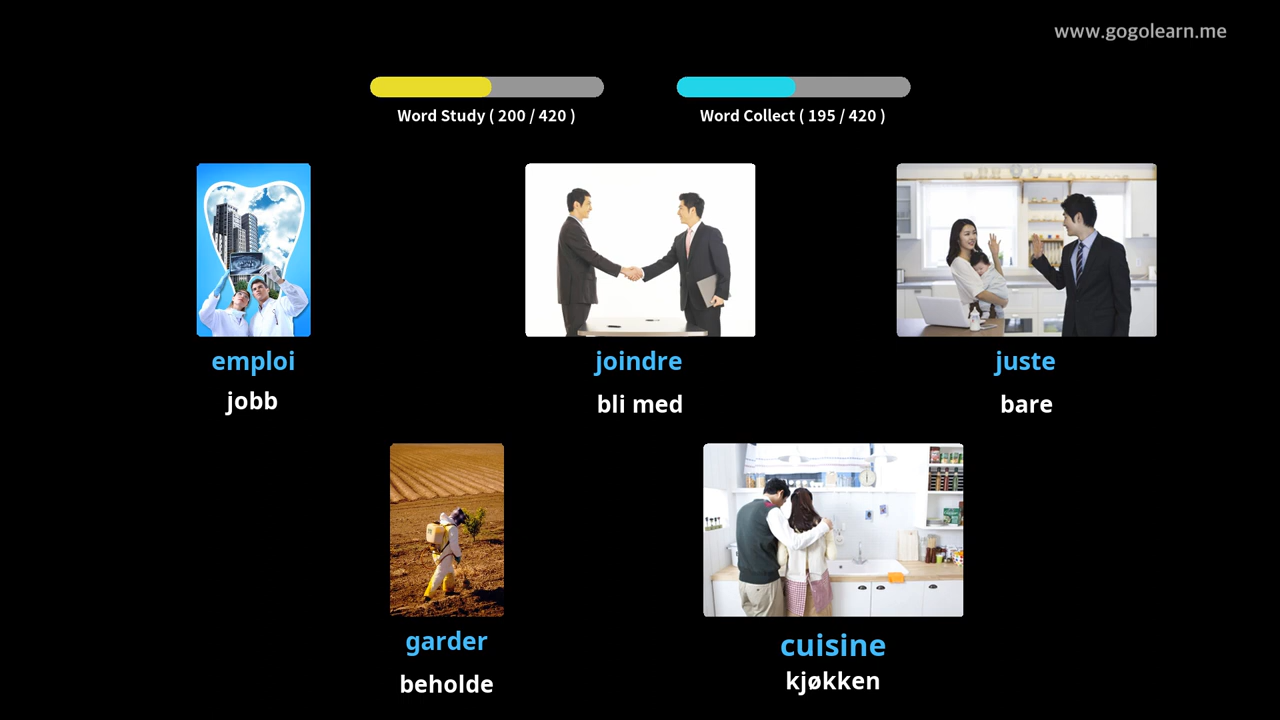 www.gogolearn.me
Word Study ( 200 / 420 )
Word Collect ( 195 / 420 )
emploi
jobb
joindre
bli med
juste
bare
garder
beholde
cuisine
kjøkken